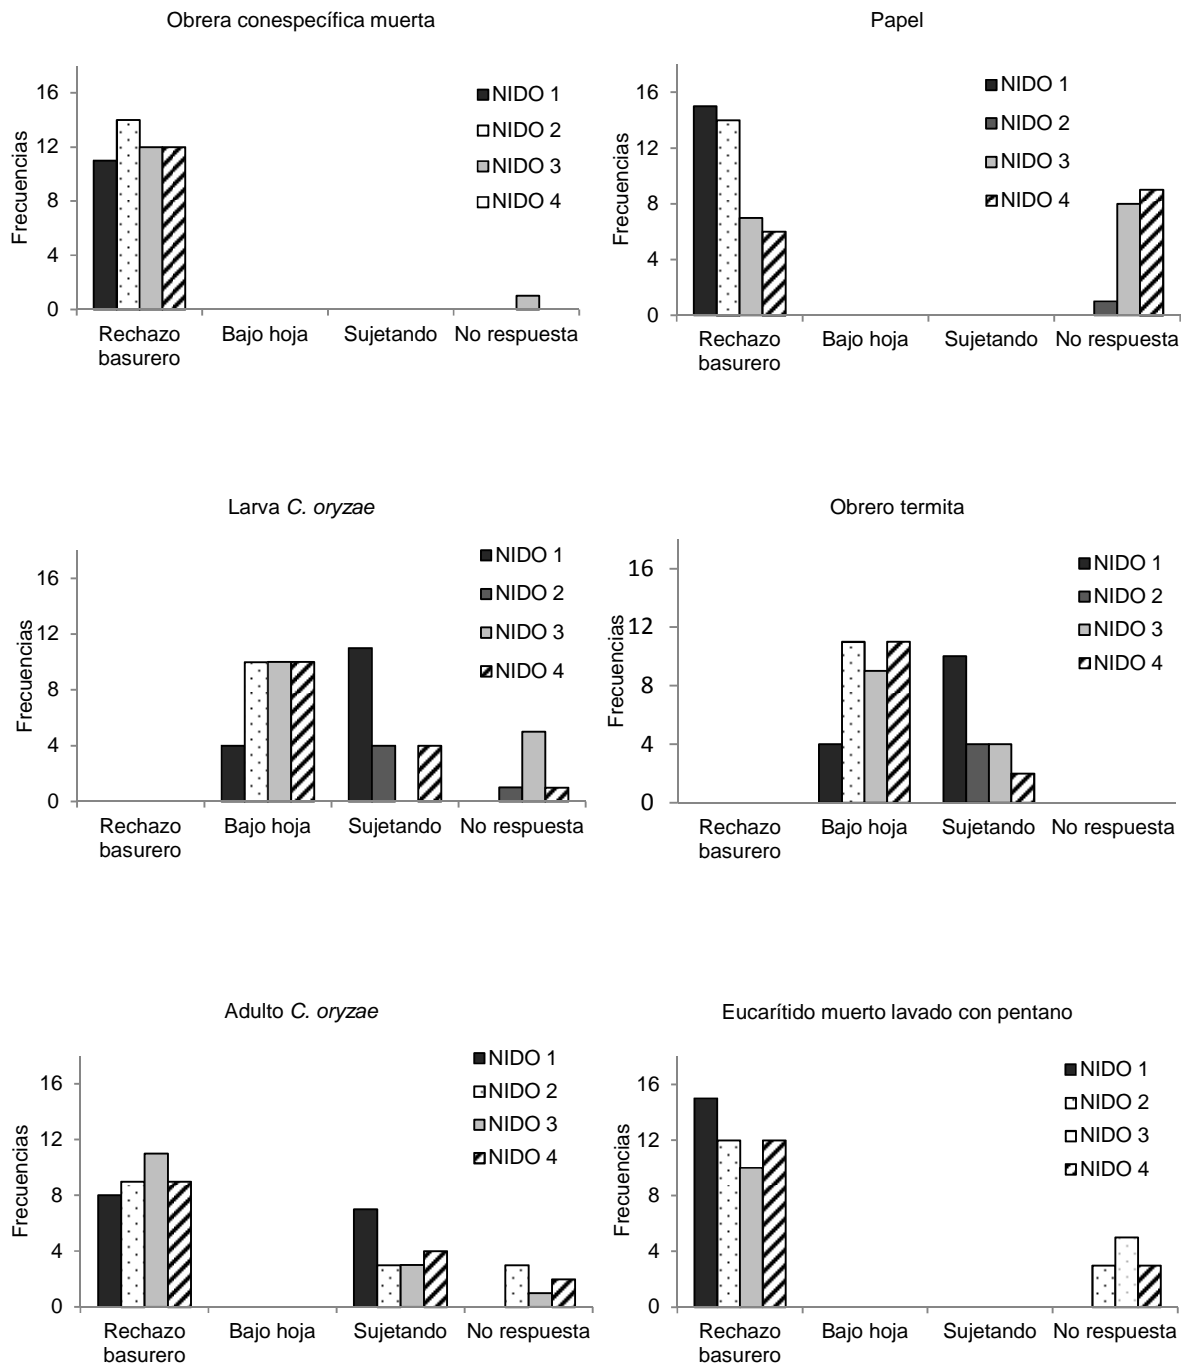 Obrera conespecífica muerta
Frecuencias
16
12
8
4
0
NIDO 1
NIDO 2
NIDO 3
NIDO 4
Rechazo basurero
Bajo hoja
Sujetando
No respuesta
Papel
Frecuencias
16
12
8
4
0
NIDO 1
NIDO 2
NIDO 3
NIDO 4
Rechazo basurero
Bajo hoja
Sujetando
No respuesta
Larva C. oryzae
Frecuencias
16
12
8
4
0
NIDO 1
NIDO 2
NIDO 3
NIDO 4
Rechazo basurero
Bajo hoja
Sujetando
No respuesta
Obrero termita
Frecuencias
16
12
8
4
0
NIDO 1
NIDO 2
NIDO 3
NIDO 4
Rechazo basurero
Bajo hoja
Sujetando
No respuesta
Adulto C. oryzae
Frecuencias
16
12
8
4
0
NIDO 1
NIDO 2
NIDO 3
NIDO 4
Rechazo basurero
Bajo hoja
Sujetando
No respuesta
Eucarítido muerto lavado con pentano
Frecuencias
16
12
8
4
0
NIDO 1
NIDO 2
NIDO 3
NIDO 4
Rechazo basurero
Bajo hoja
Sujetando
No respuesta